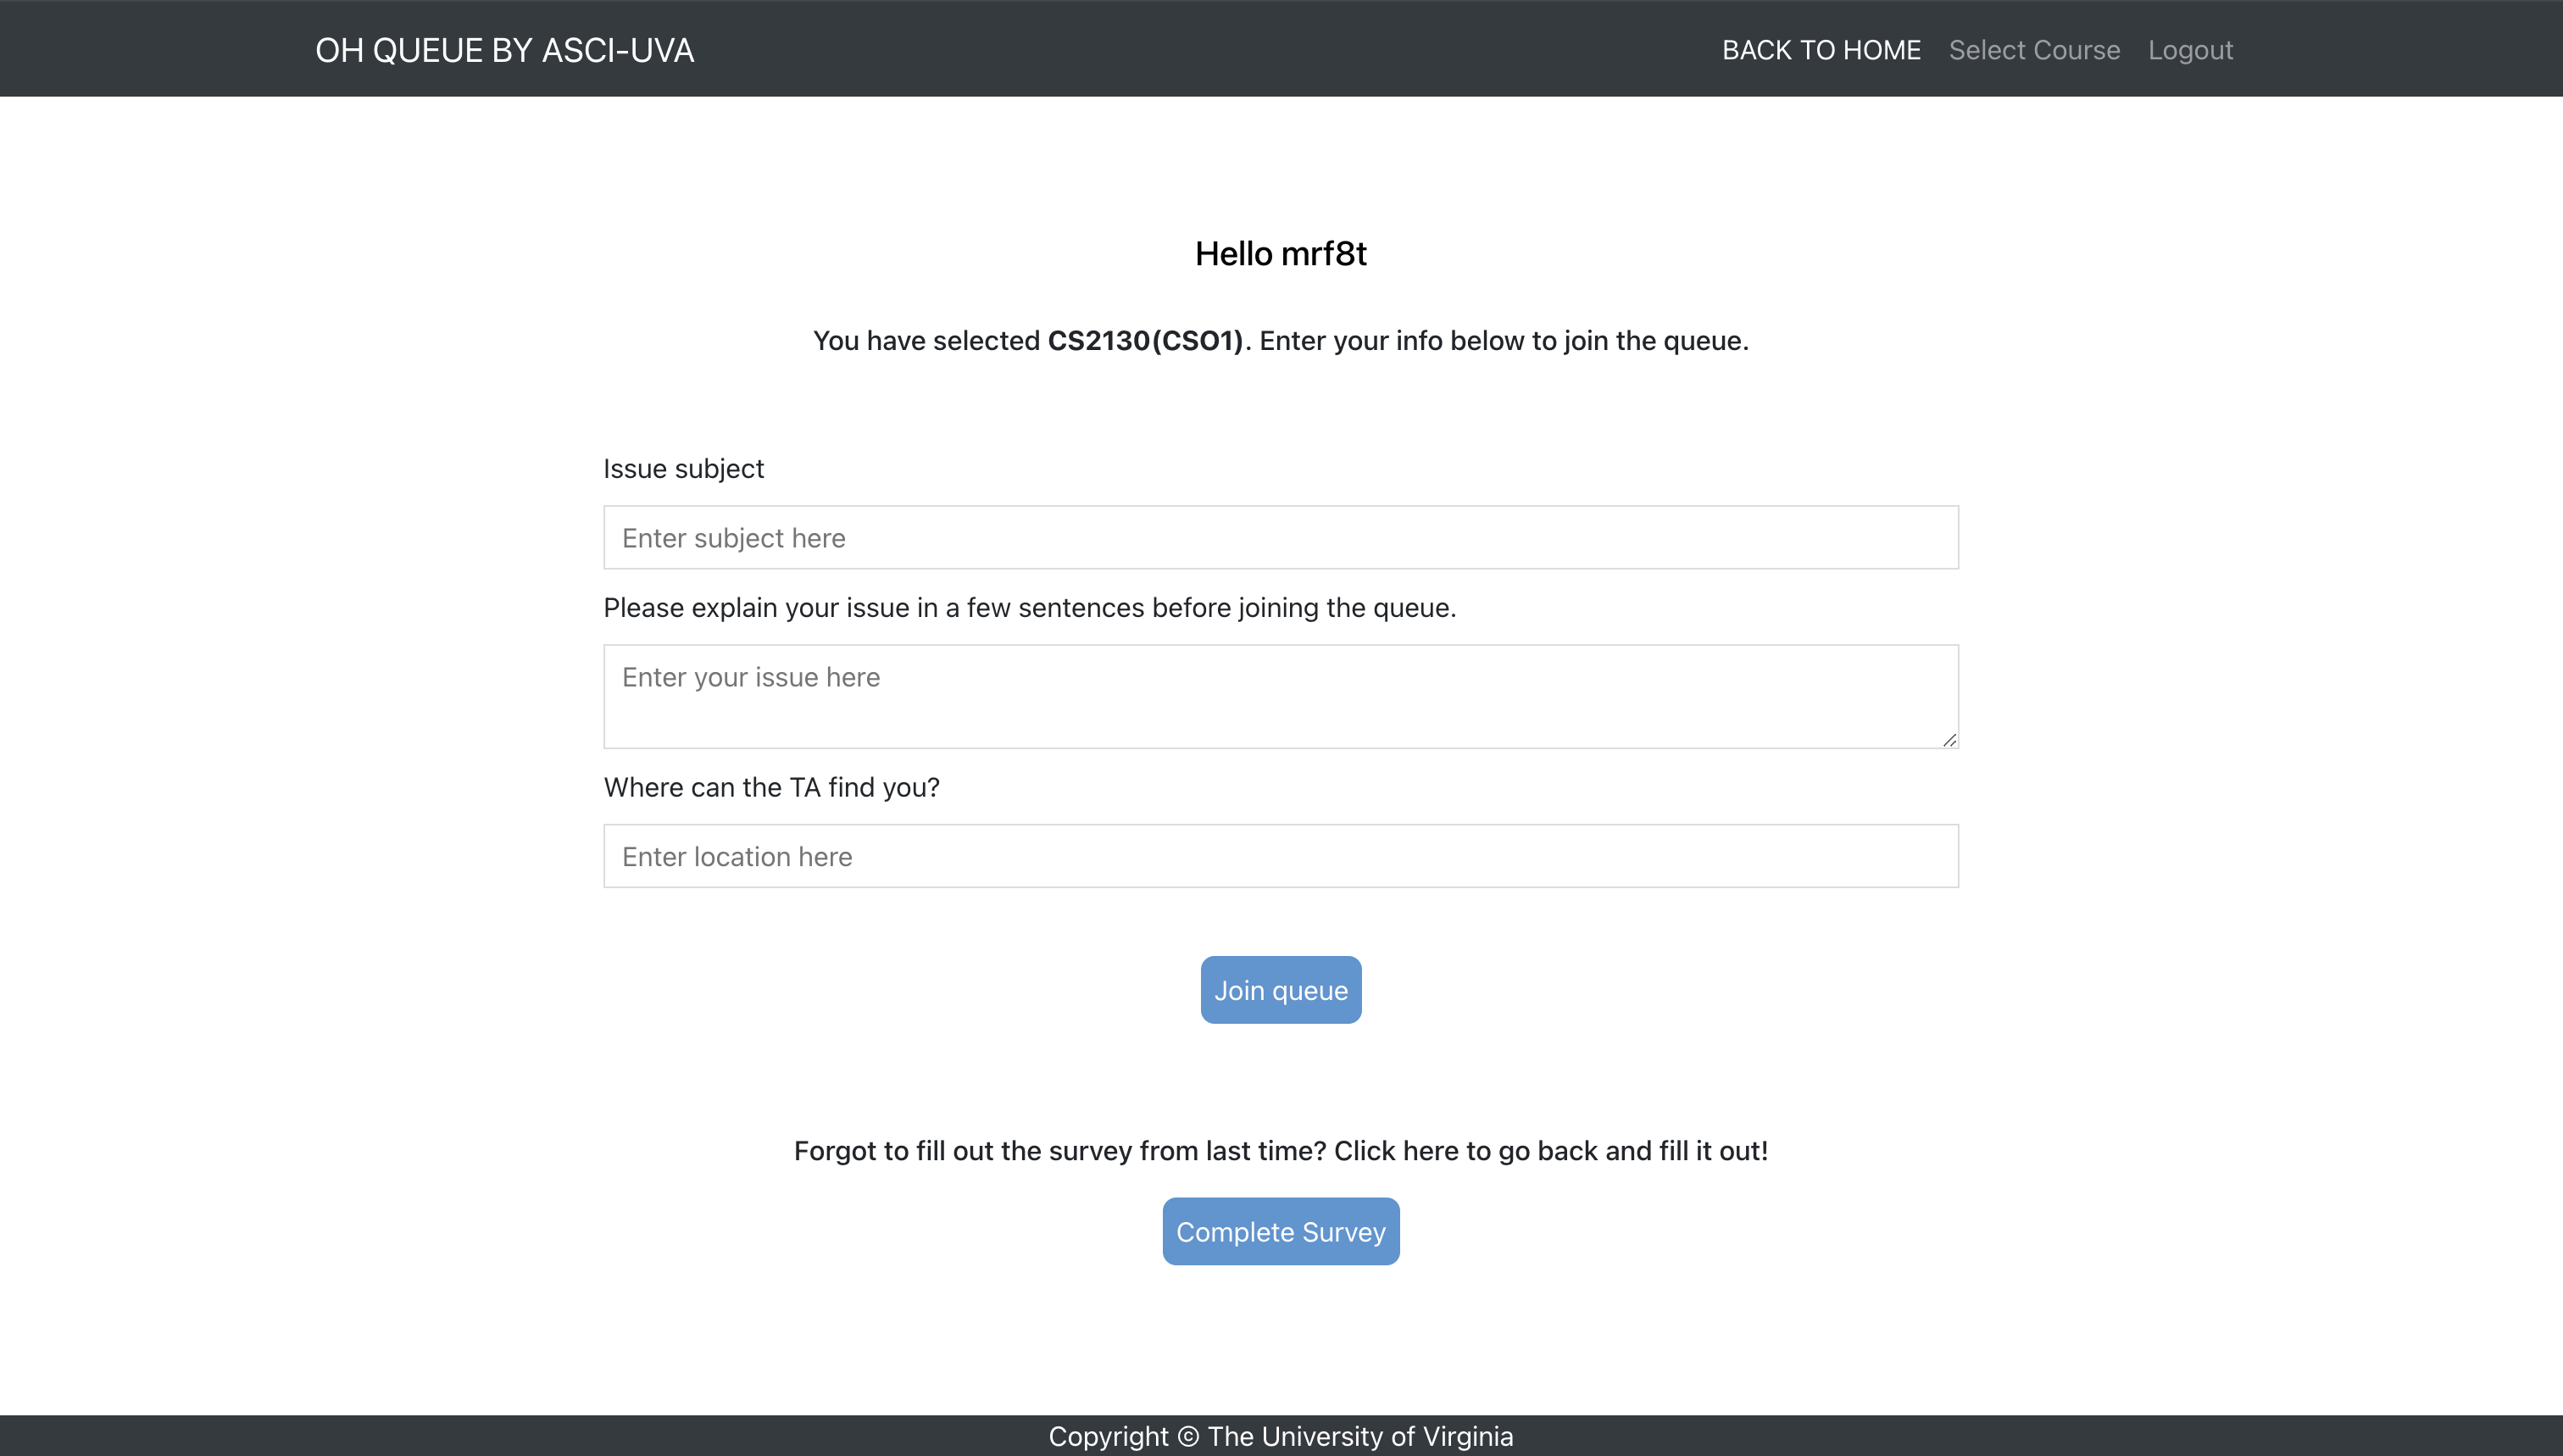 OH QUEUE BY ASCI-UVA
BACK TO HOME Select Course Logout
Hello mrf8t
You have selected CS2130(CSO1). Enter your info below to join the queue.
Issue subject
Enter subject here
Please explain your issue in a few sentences before joining the queue.
Enter your issue here
Where can the TA find you?
Enter location here
Join queue
Forgot to fill out the survey from last time? Click here to go back and fill it out!
Complete Survey
Copyright © The University of Virginia